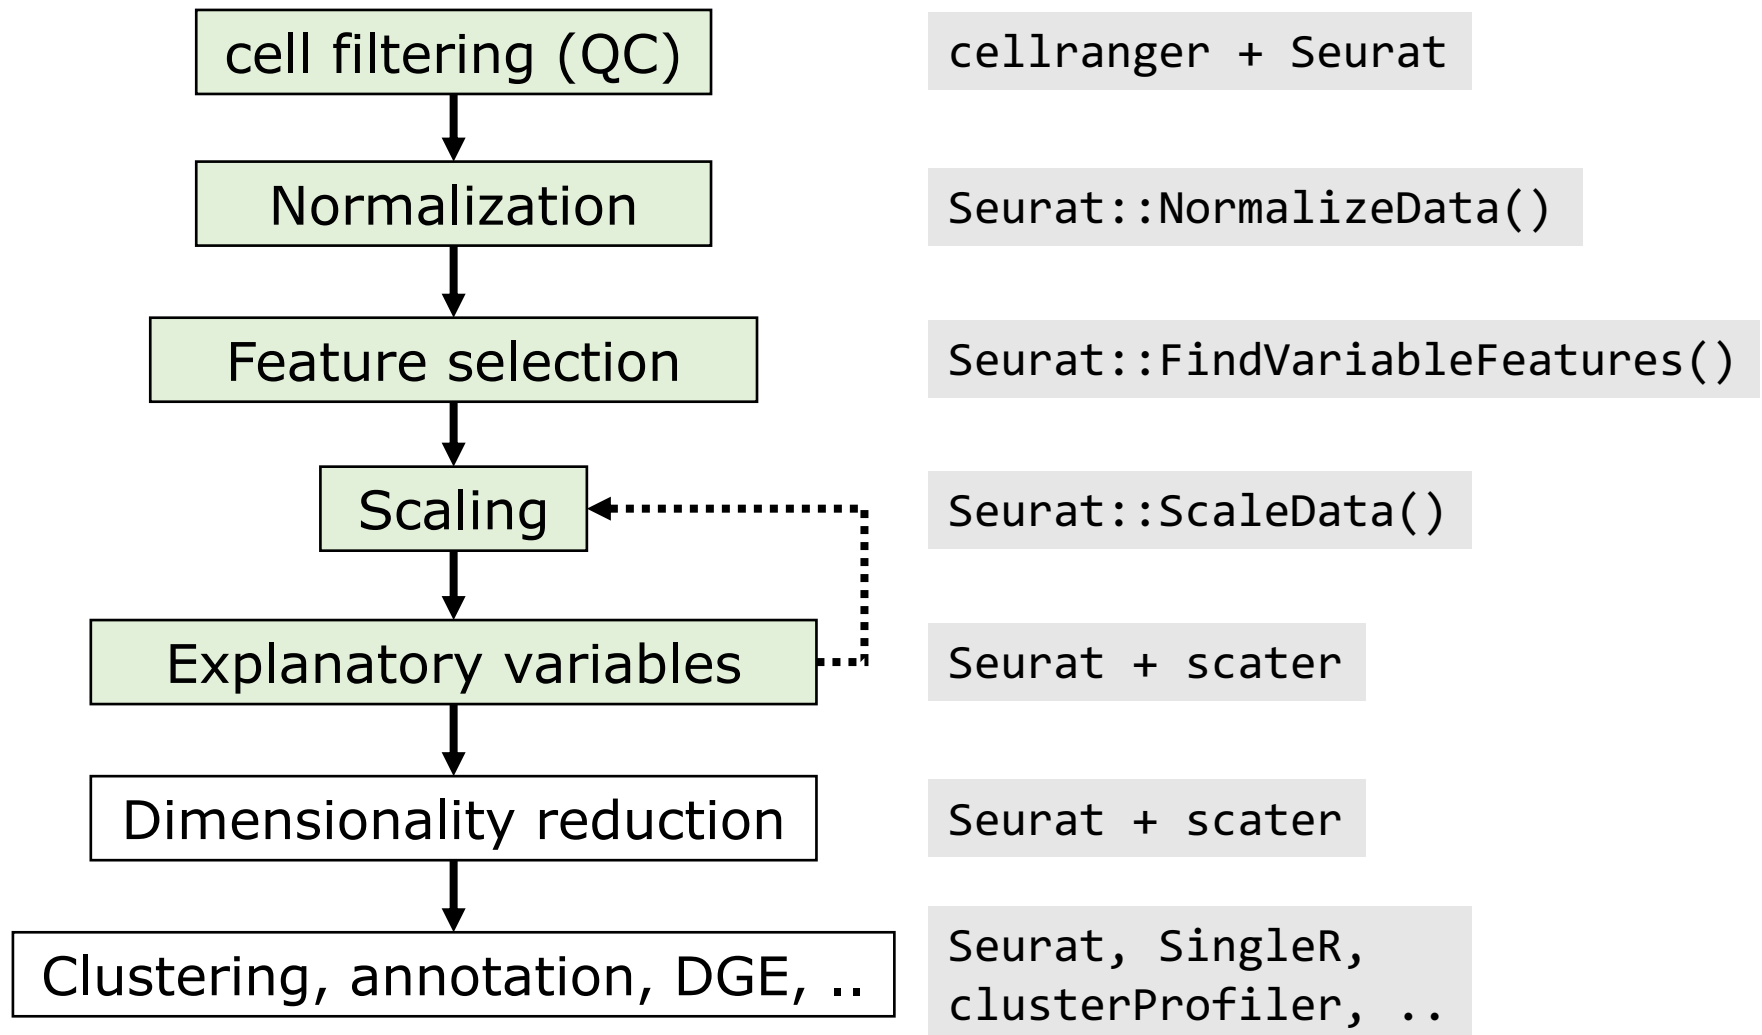 cell filtering (QC)
cellranger + Seurat
Normalization
Seurat::NormalizeData()
Feature selection
Seurat::FindVariableFeatures()
Scaling
Seurat::ScaleData()
Explanatory variables
Seurat + scater
Dimensionality reduction
Seurat + scater
Clustering, annotation, DGE, ..
Seurat, SingleR,
clusterProfiler, ..